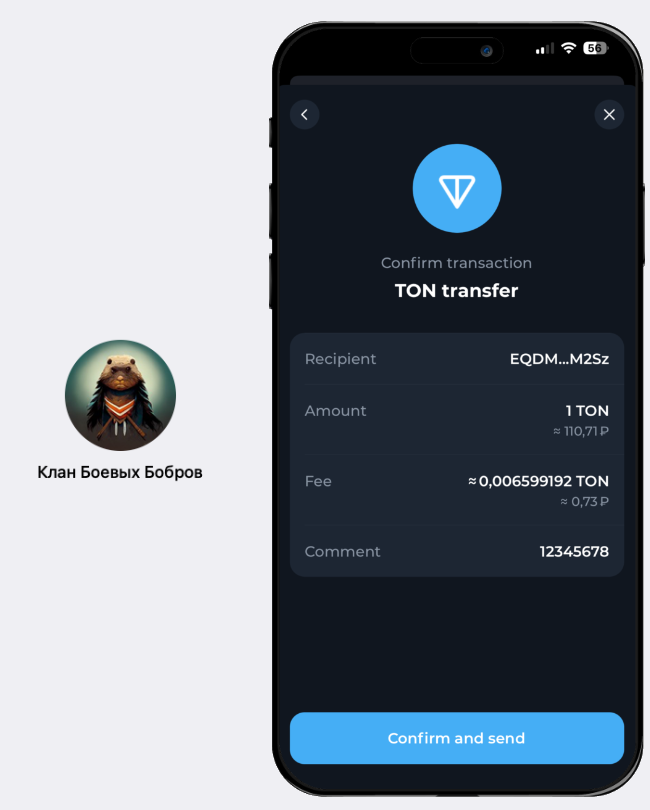 56
Confirm transaction
TON transfer
Recipient EQDM...M2Sz
Amount 1 TON
≈ 110,71 ₽
Fee ≈ 0,006599192 TON
≈ 0,73 ₽
Comment 12345678
Клан Боевых Бобров
Confirm and send